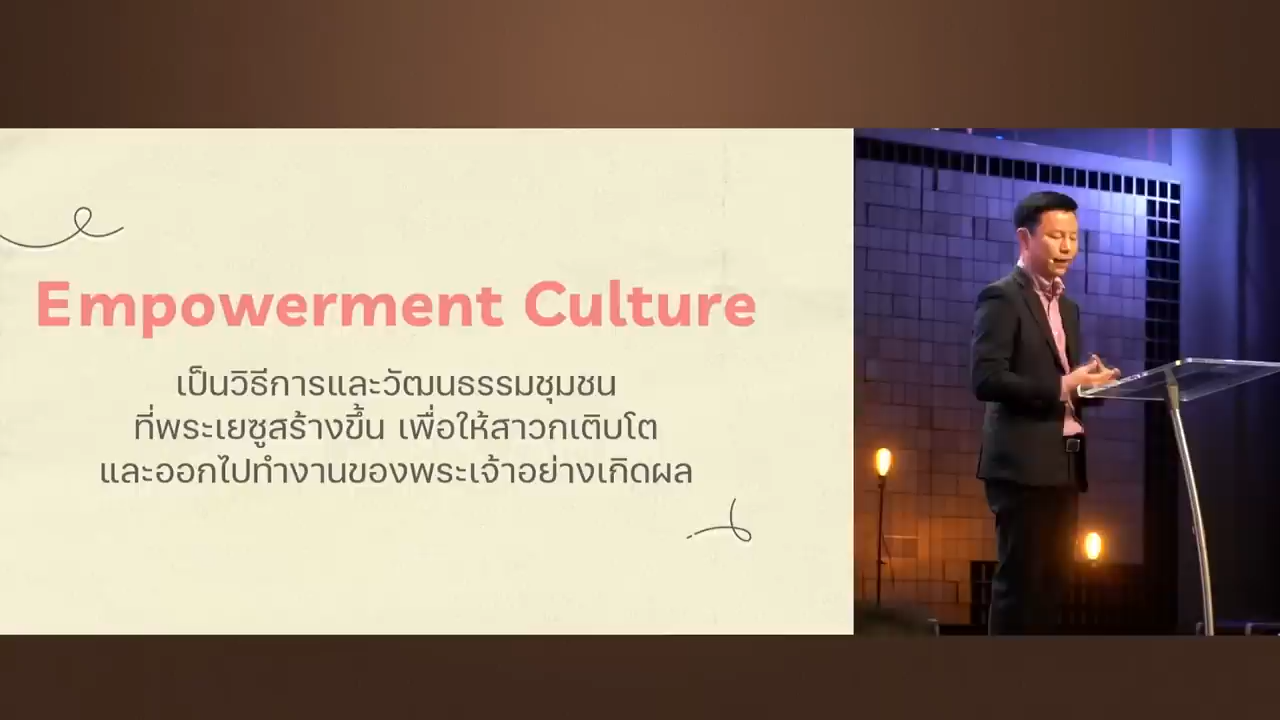 Empowerment Culture
เป็นวิธีการและวัฒนธรรมชุมชน
ที่พระเยซูสร้างขึ้น เพื่อให้สาวกเติบโต
และออกไปทำงานของพระเจ้าอย่างเกิดผล